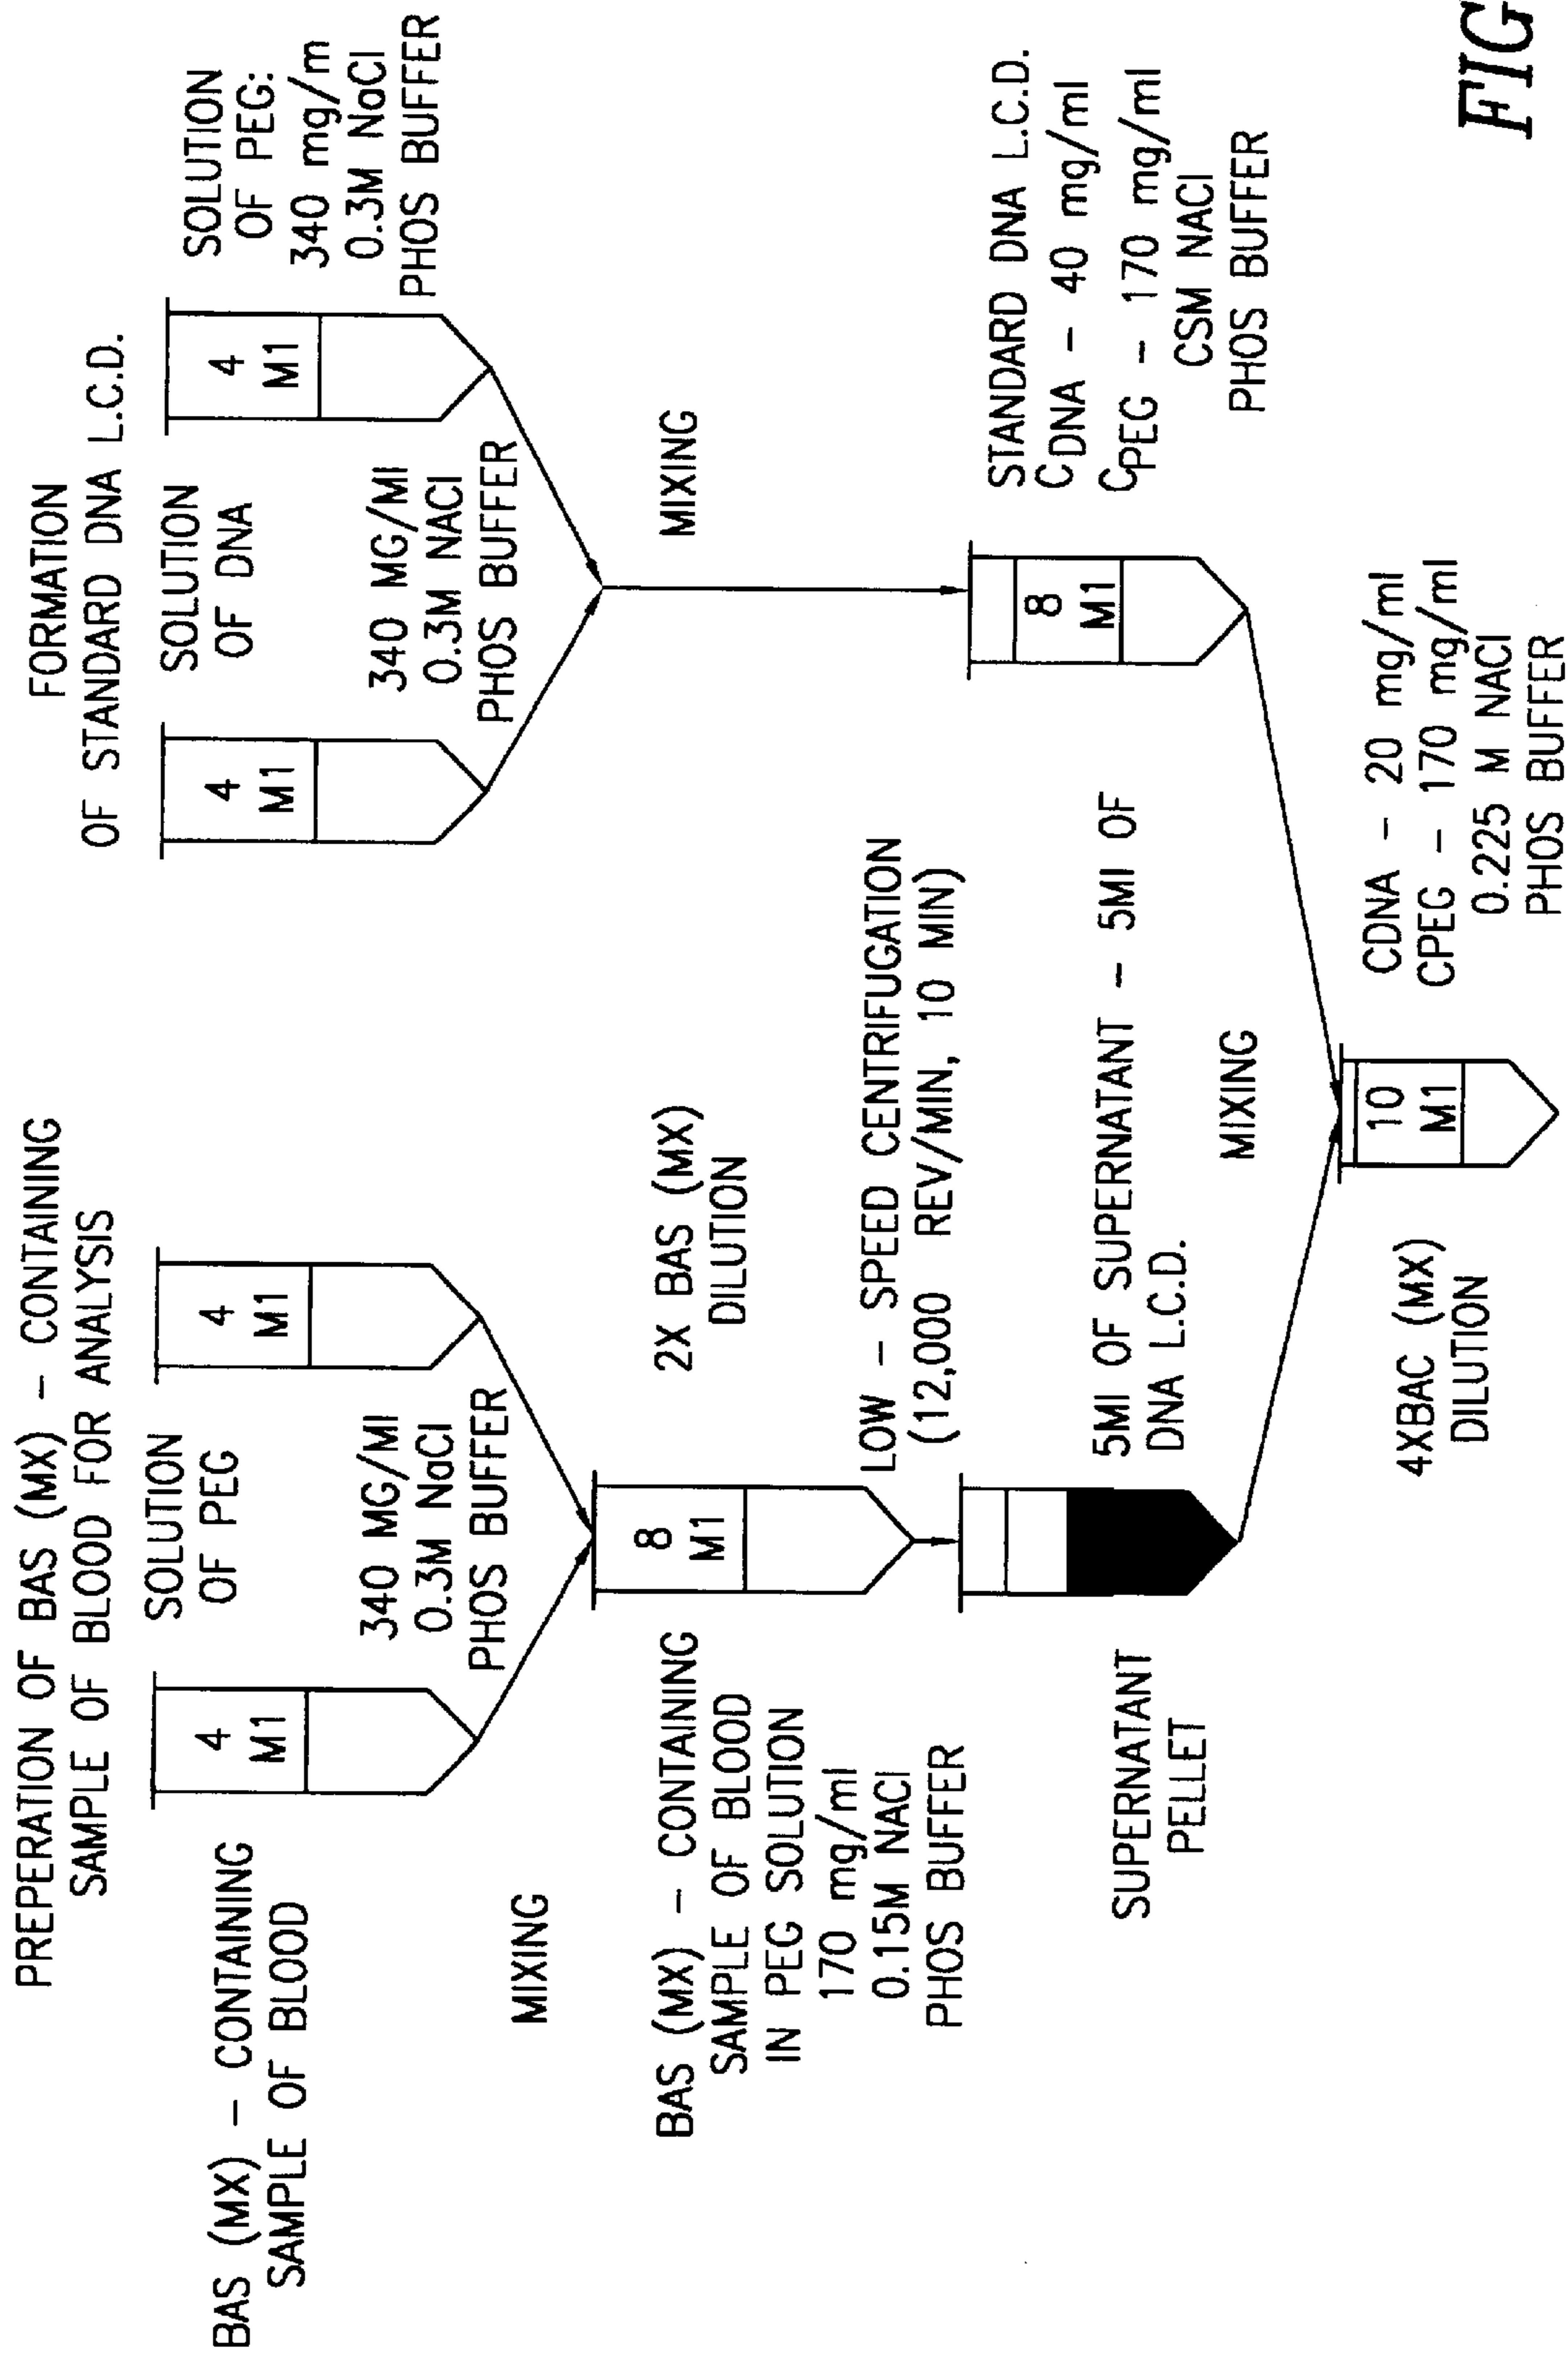 PREPERATION OF BAS (MX) - CONTAINING
SAMPLE OF BLOOD FOR ANALYSIS
BAS (MX) - CONTAINING
SAMPLE OF BLOOD
4
M1
SOLUTION
OF PEG
340 MG/MI
0.3M NaCI
PHOS BUFFER
4
M1
MIXING
BAS (MX) - CONTAINING
SAMPLE OF BLOOD
IN PEG SOLUTION
170 mg/ml
0.15M NACI
PHOS BUFFER
8
M1
2X BAS (MX)
DILUTION
LOW - SPEED CENTRIFUGATION
(12,000 REV/MIN, 10 MIN)
SUPERNATANT
PELLET
5MI OF SUPERNATANT - 5MI OF
DNA L.C.D.
FORMATION
OF STANDARD DNA L.C.D.
4
M1
SOLUTION
OF DNA
340 MG/MI
0.3M NACI
PHOS BUFFER
4
M1
SOLUTION
OF PEG:
340 mg/m
0.3M NaCI
PHOS BUFFER
MIXING
8
M1
STANDARD DNA L.C.D.
CDNA - 40 mg/ml
CPEG - 170 mg/ml
CSM NACI
PHOS BUFFER
MIXING
4XBAC (MX)
DILUTION
10
M1
CDNA - 20 mg/ml
CPEG - 170 mg/ml
0.225 M NACI
PHOS BUFFER
FIG